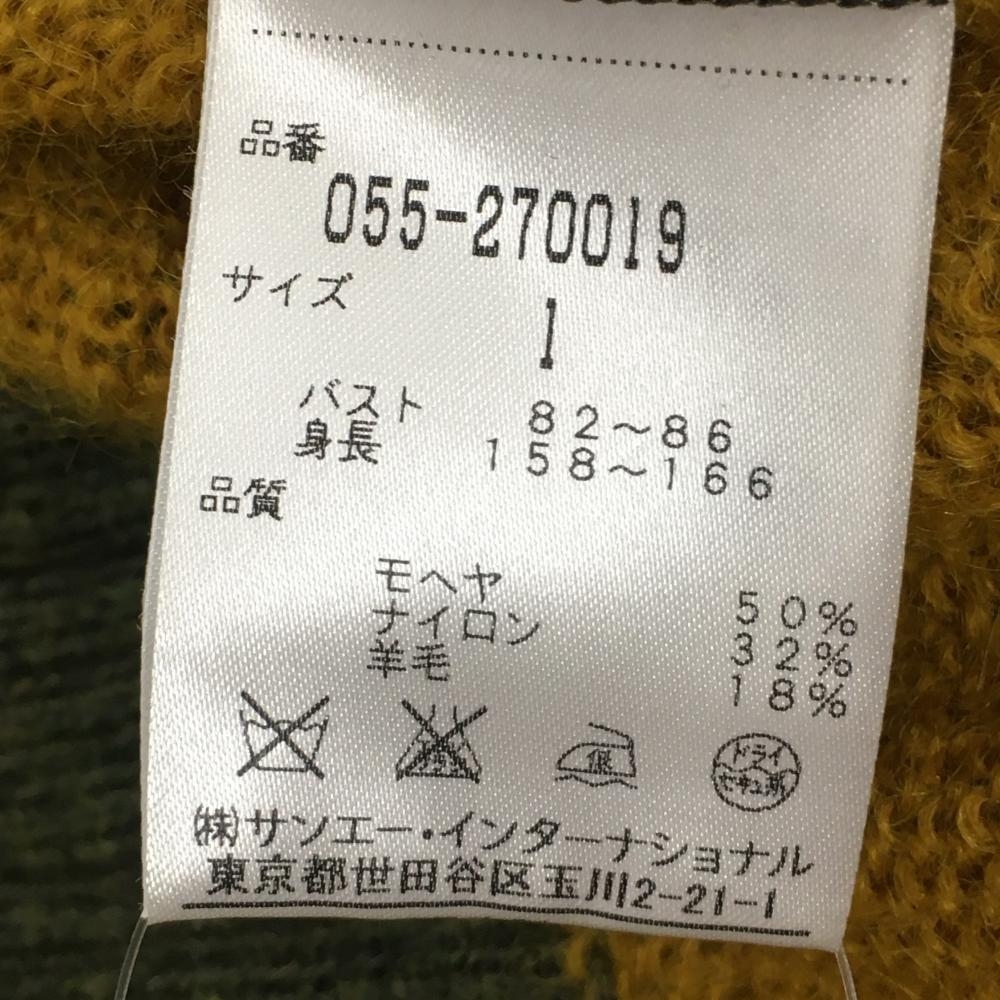 品番
055-270019
サイズ
1
バスト 82〜86
身長 158〜166
品質
モヘヤ 50%
ナイロン 32%
羊毛 18%
低
ドライ
セキユ系
(株)サンエー・インターナショナル
東京都世田谷区玉川2-21-1